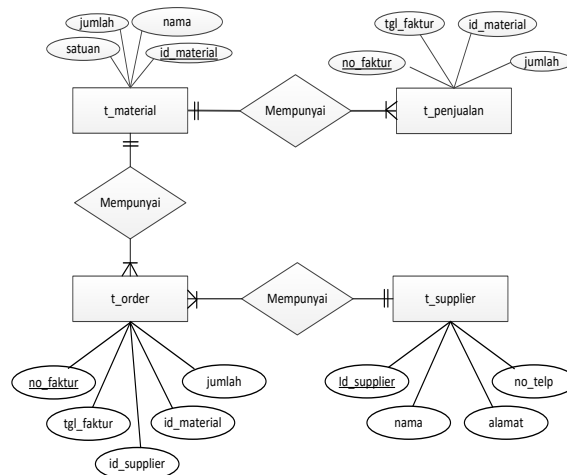 jumlah
nama
satuan
id_material
tgl_faktur
id_material
no_faktur
jumlah
t_material
Mempunyai
t_penjualan
Mempunyai
t_order
Mempunyai
t_supplier
no_faktur
jumlah
tgl_faktur
id_material
id_supplier
Id_supplier
no_telp
nama
alamat